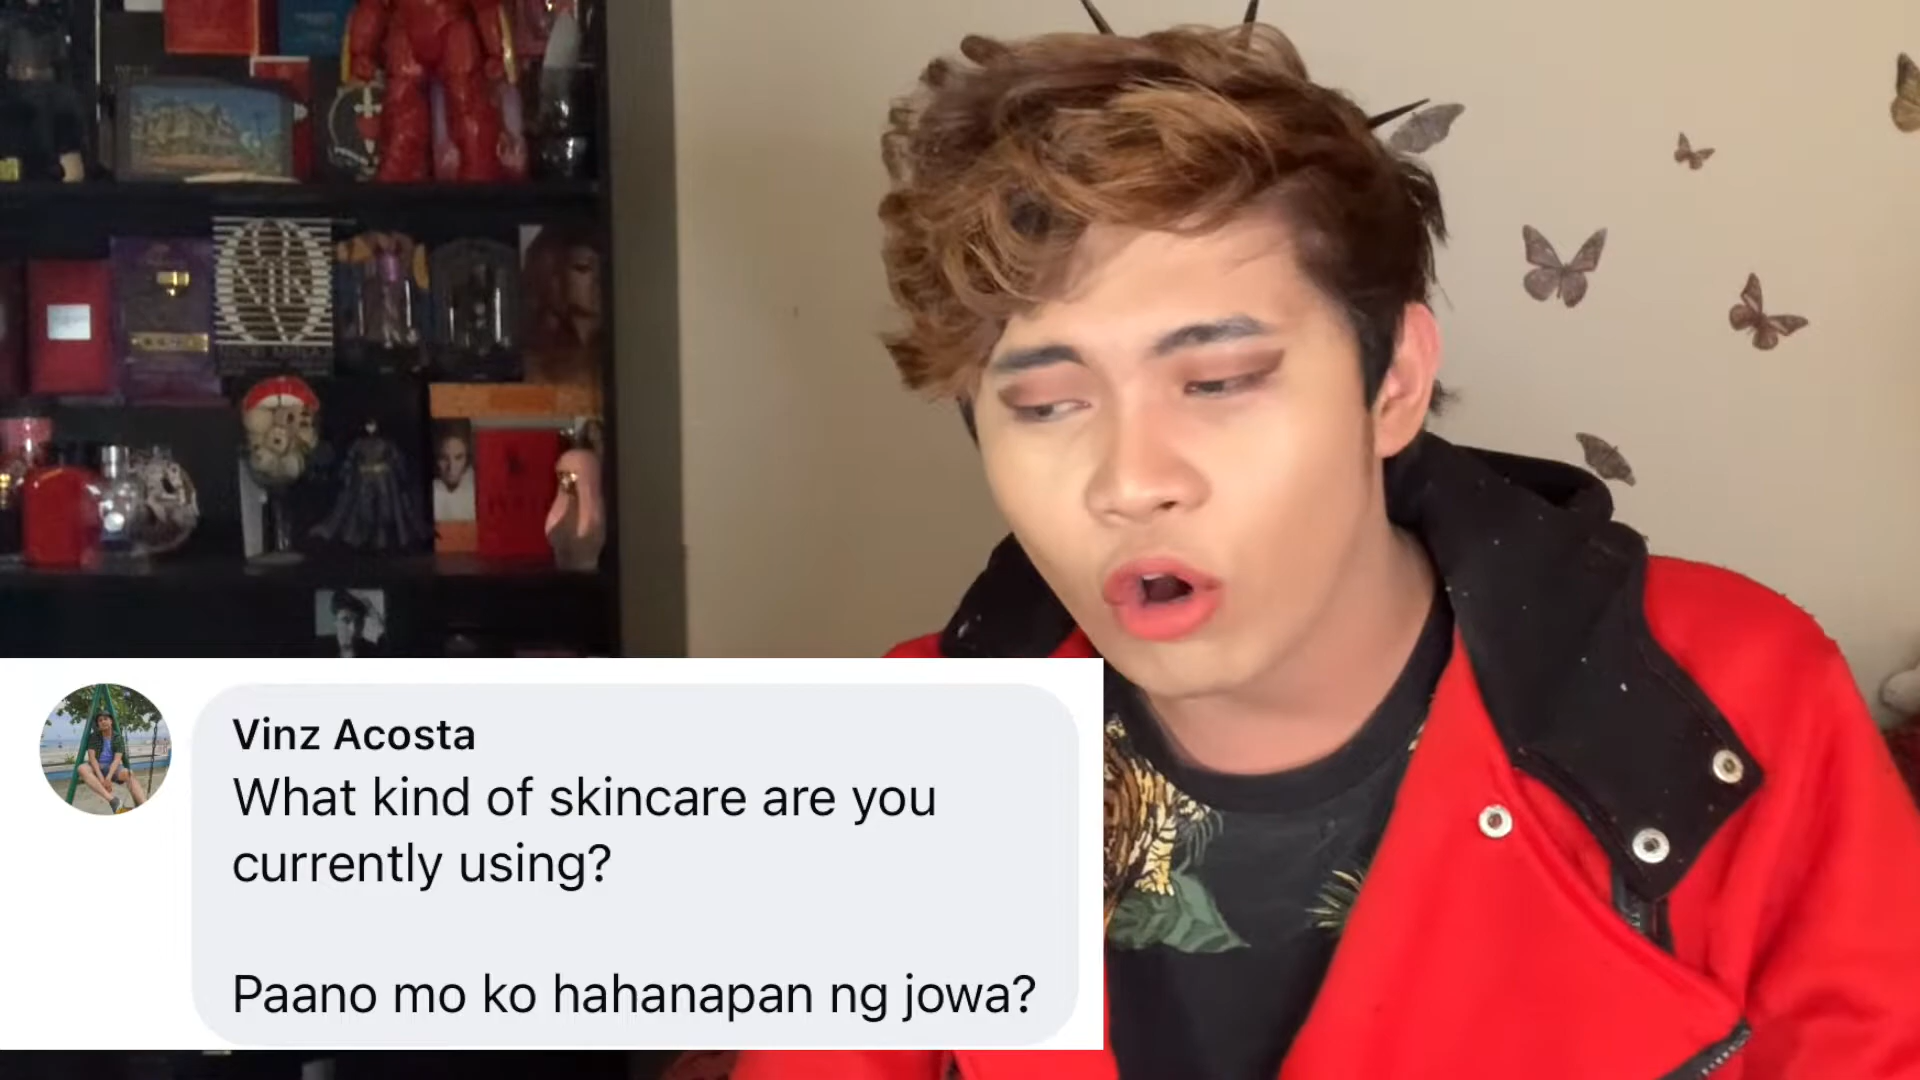 Vinz Acosta
What kind of skincare are you
currently using?
Paano mo ko hahanapan ng jowa?